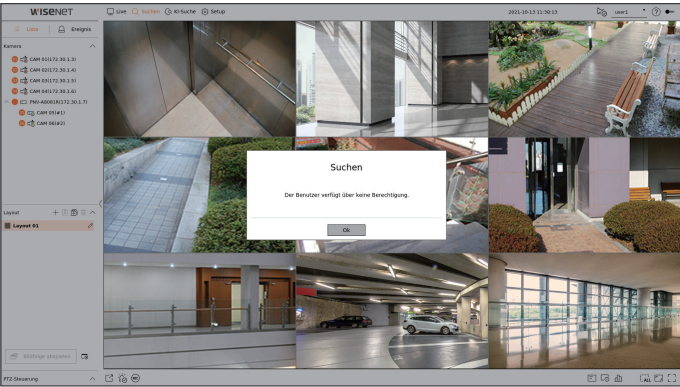 WISENET
Live
Suchen
KI-Suche
Setup
2021-10-13 11:38:13
user1
Liste
Ereignis
Kamera
CAM 01(172.30.1.3)
CAM 02(172.30.1.4)
CAM 03(172.30.1.5)
CAM 04(172.30.1.6)
PNV-A8081R(172.30.1.7)
CAM 05(#1)
CAM 06(#2)
Suchen
Der Benutzer verfügt über keine Berechtigung.
Ok
Layout
Layout 01
Bildfolge abspielen
PTZ-Steuerung
ALL